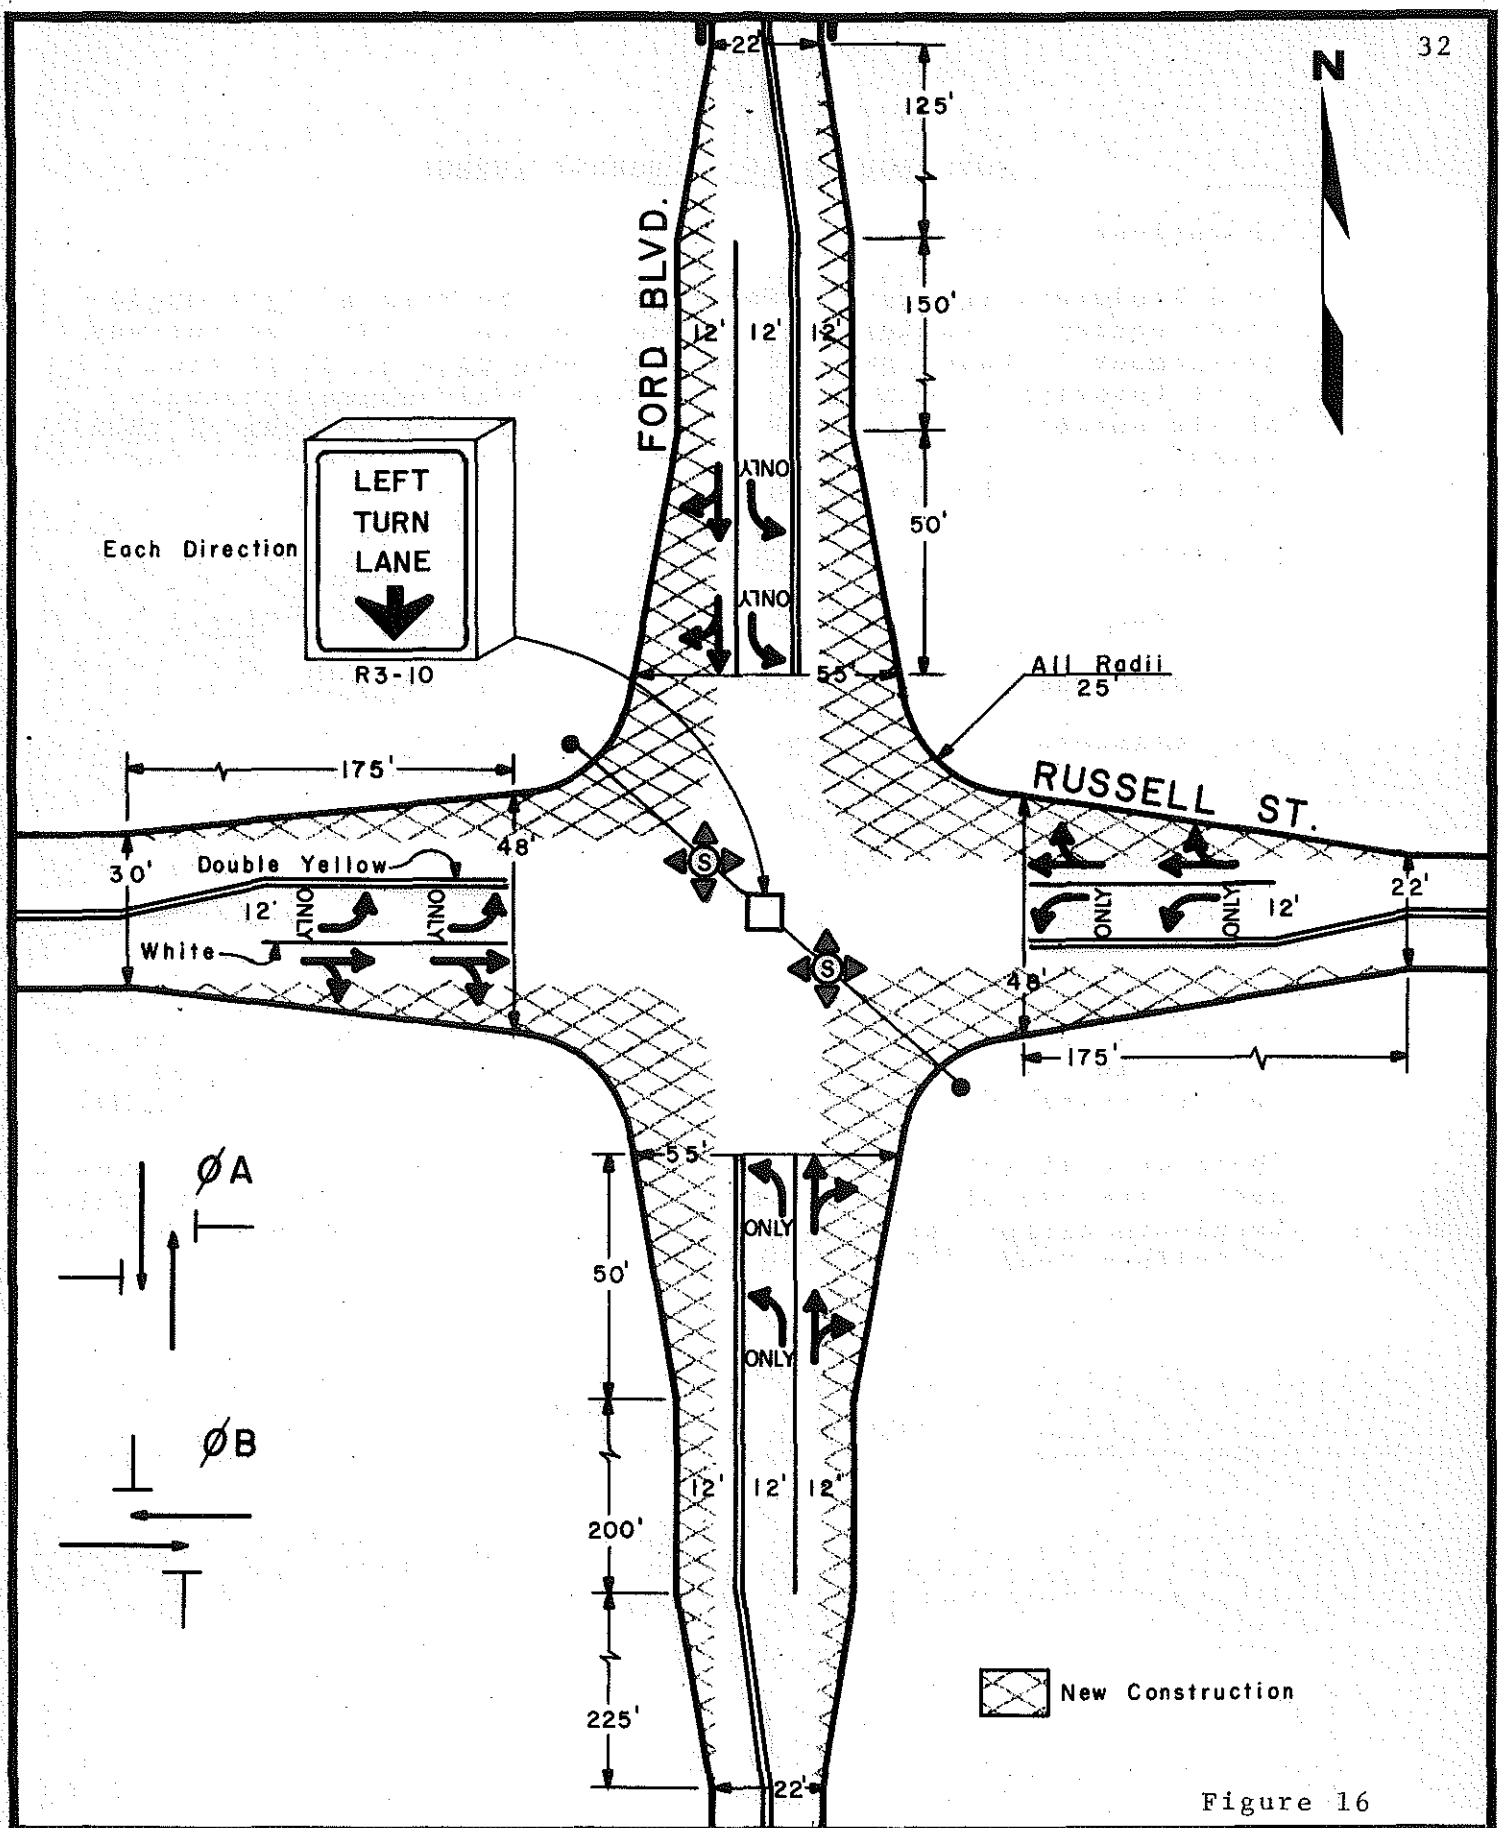 32
N
22'
125'
FORD BLVD.
150'
12' 12' 12'
ONLY
50'
LEFT
TURN
LANE
Each Direction
R3-10
ONLY
55'
All Radii
25'
175'
RUSSELL ST.
48'
30'
Double Yellow
S
22'
12'
ONLY
ONLY
ONLY
ONLY
12'
White
S
48'
175'
55'
ØA
ONLY
50'
ONLY
ØB
12' 12' 12'
200'
New Construction
225'
22'
Figure 16